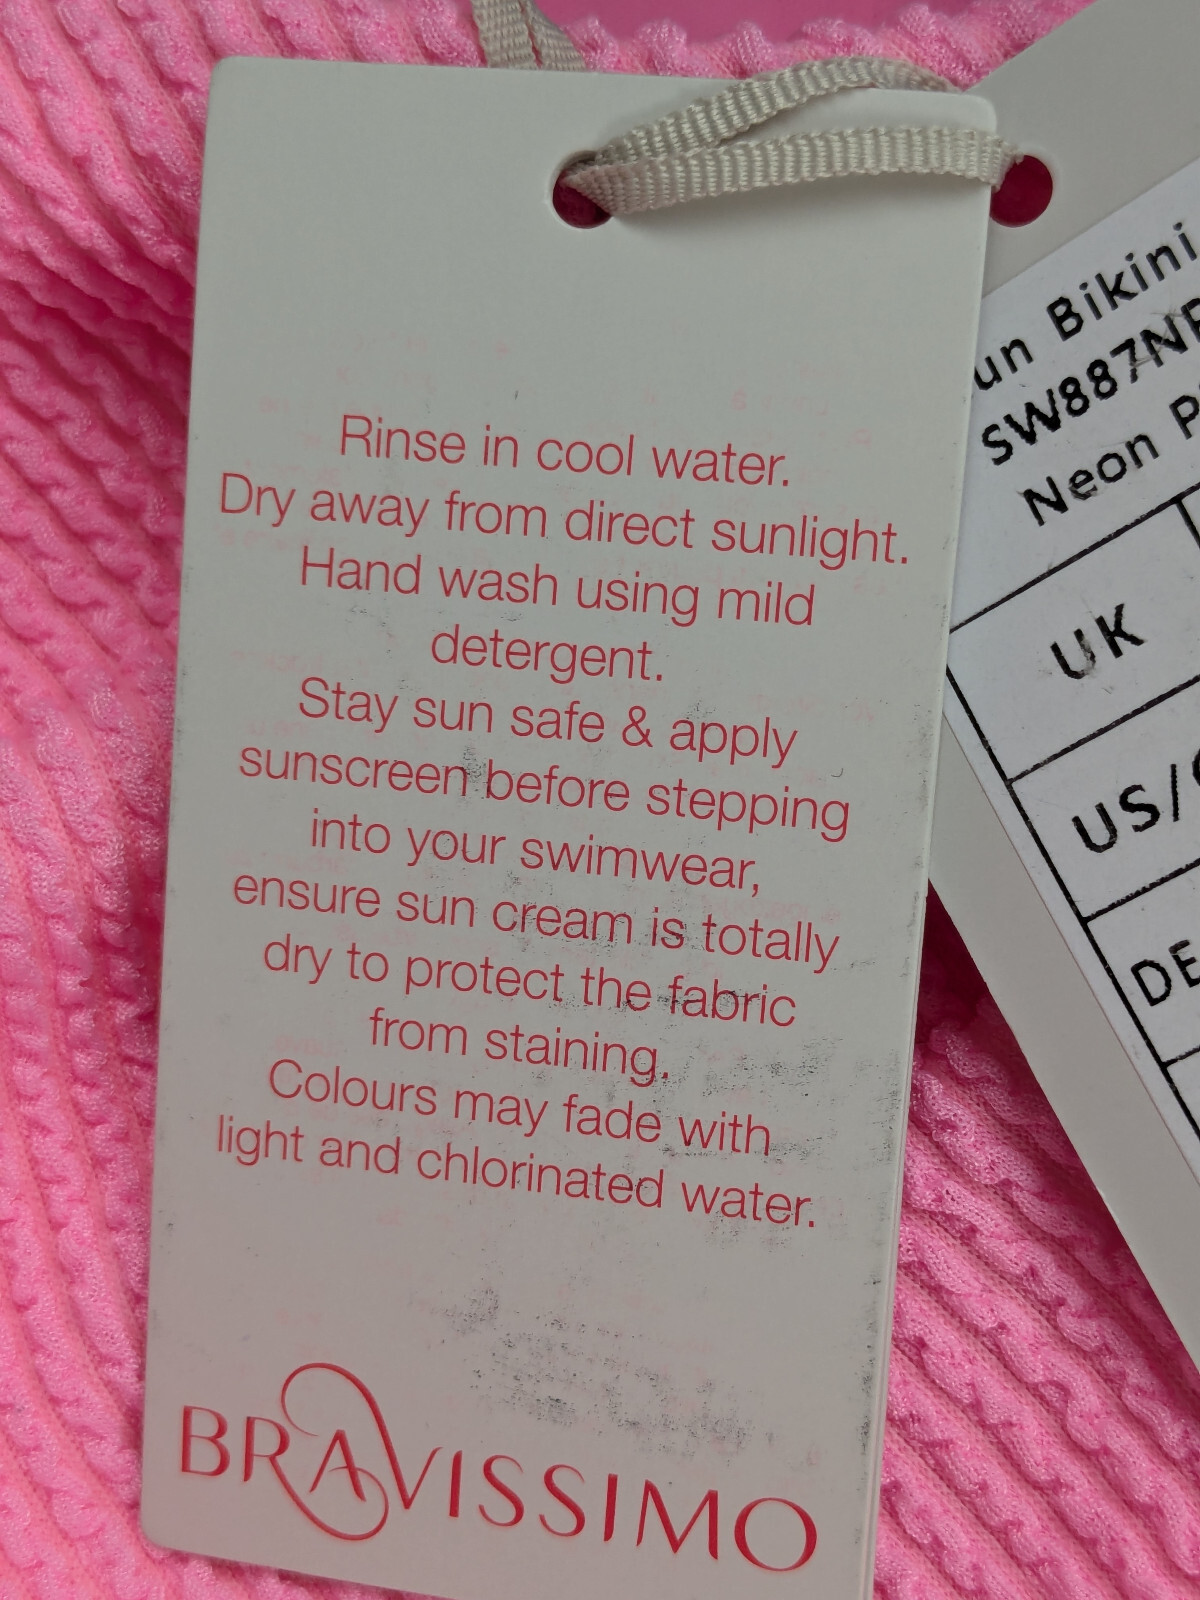 Rinse in cool water.
Dry away from direct sunlight.
Hand wash using mild
detergent.
Stay sun safe & apply
sunscreen before stepping
into your swimwear,
ensure sun cream is totally
dry to protect the fabric
from staining.
Colours may fade with
light and chlorinated water.
BRAVISSIMO
Bikini
Neon
UK
US/
DE